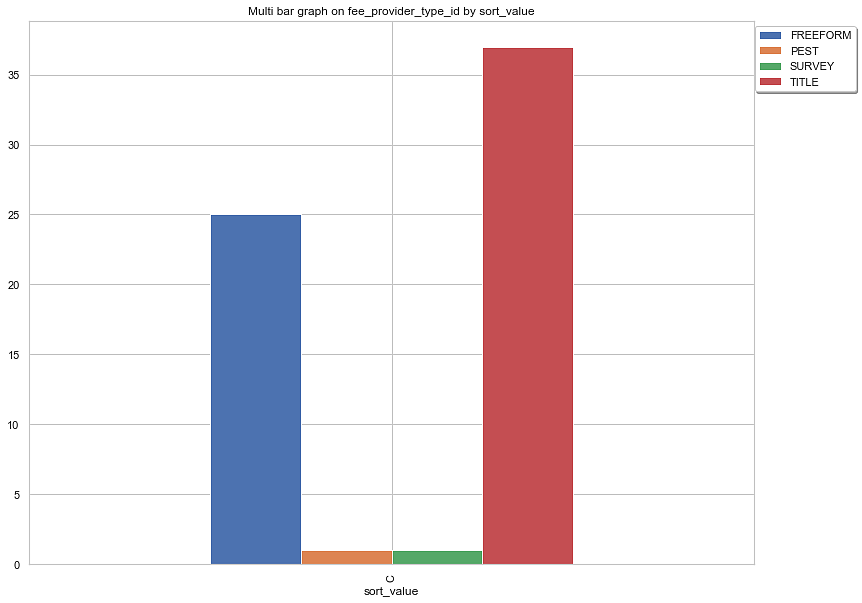 Multi bar graph on fee_provider_type_id by sort_value
FREEFORM
PEST
SURVEY
TITLE
35
30
25
20
15
10
5
0
C
sort_value